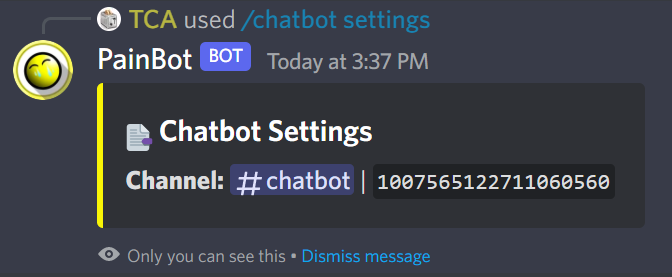 TCA used /chatbot settings
PainBot BOT Today at 3:37 PM
Chatbot Settings
Channel: #chatbot | 1007565122711060560
Only you can see this • Dismiss message